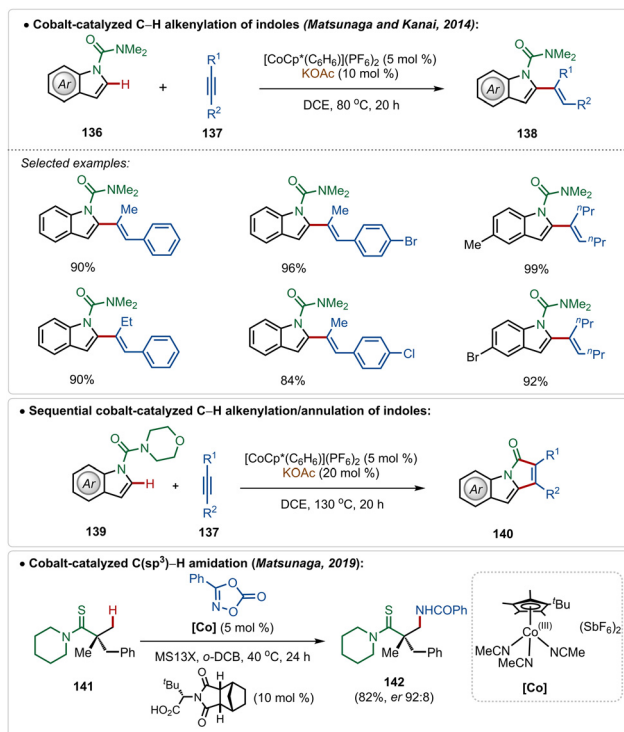 • Cobalt-catalyzed C–H alkenylation of indoles (Matsunaga and Kanai, 2014):
O NMe₂
N
Ar
H
136
+
R¹
R²
137
[CoCp*(C₆H₆)](PF₆)₂ (5 mol %)
KOAc (10 mol %)
DCE, 80 °C, 20 h
O NMe₂
N R¹
Ar
R²
138
Selected examples:
O NMe₂
N Me
90%
O NMe₂
N Me
Br
96%
O NMe₂
N ⁿPr
Me ⁿPr
99%
O NMe₂
N Et
90%
O NMe₂
N Me
Cl
84%
O NMe₂
N ⁿPr
Br ⁿPr
92%
• Sequential cobalt-catalyzed C–H alkenylation/annulation of indoles:
O N O
N
Ar
H
139
+
R¹
R²
137
[CoCp*(C₆H₆)](PF₆)₂ (5 mol %)
KOAc (20 mol %)
DCE, 130 °C, 20 h
O
R¹
N
Ar
R²
140
• Cobalt-catalyzed C(sp³)–H amidation (Matsunaga, 2019):
S H
N
Me Ph
141
Ph O
O
N O
[Co] (5 mol %)
MS13X, o-DCB, 40 °C, 24 h
ᵗBu O H
N
HO₂C O H
(10 mol %)
S NHCOPh
N
Me Ph
142
(82%, er 92:8)
ᵗBu
Co (III)
(SbF₆)₂
MeCN NCMe
MeCN
[Co]